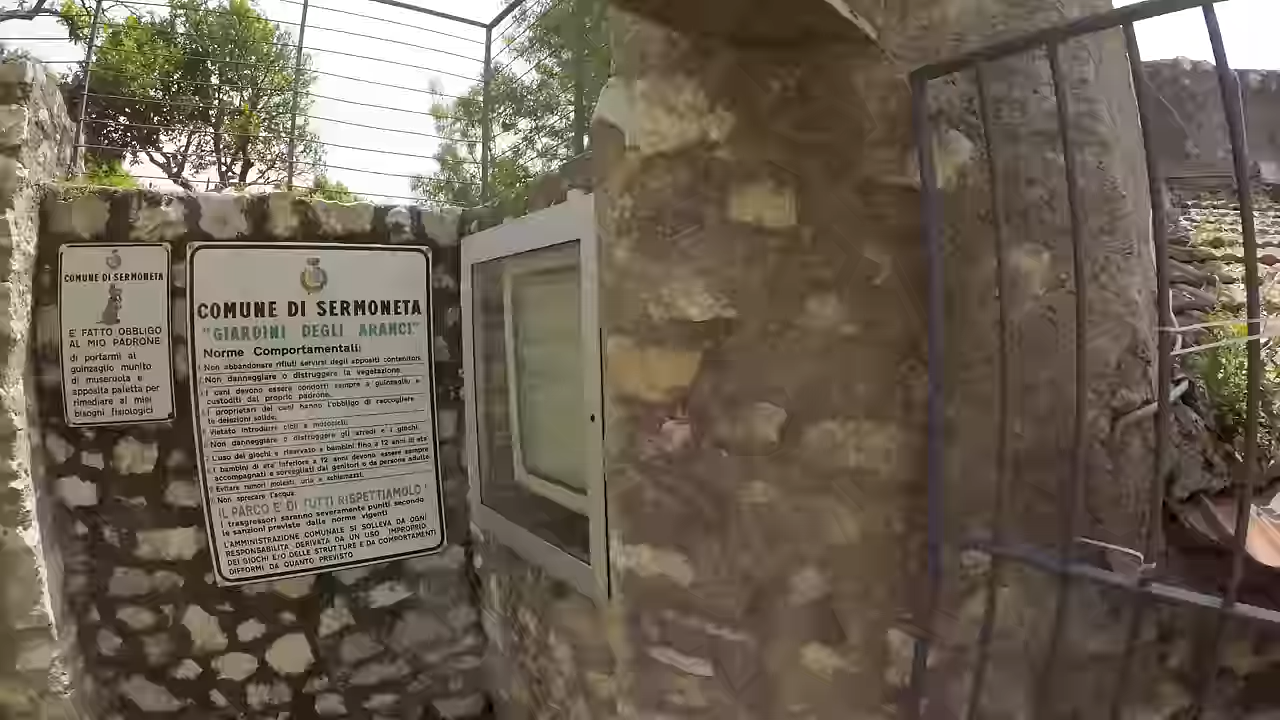 COMUNE DI SERMONETA
E' FATTO OBBLIGO
AL MIO PADRONE
di portarmi al
guinzaglio munito
di museruola e
apposita paletta per
rimediare ai miei
bisogni fisiologici
COMUNE DI SERMONETA
"GIARDINI DEGLI ARANCI"
Norme Comportamentali:
Non abbandonare rifiuti servirsi degli appositi contenitori.
Non danneggiare o distruggere la vegetazione.
I cani devono essere condotti sempre a guinzaglio e
custoditi dal proprio padrone.
I proprietari dei cani hanno l'obbligo di raccogliere
le deiezioni solide.
Vietato introdurre cicli e motocicli.
Non danneggiare o distruggere gli arredi e i giochi.
L'uso dei giochi è riservato a bambini fino a 12 anni di età
I bambini di età inferiore a 12 anni devono essere sempre
accompagnati e sorvegliati dai genitori o da persone adulte.
Evitare rumori molesti, urla e schiamazzi.
Non sprecare l'acqua.
IL PARCO E' DI TUTTI RISPETTIAMOLO !
I trasgressori saranno severamente puniti secondo
le sanzioni previste dalle norme vigenti
L'AMMINISTRAZIONE COMUNALE SI SOLLEVA DA OGNI
RESPONSABILITA' DERIVATA DA UN USO IMPROPRIO
DEI GIOCHI E/O DELLE STRUTTURE E DA COMPORTAMENTI
DIFFORMI DA QUANTO PREVISTO